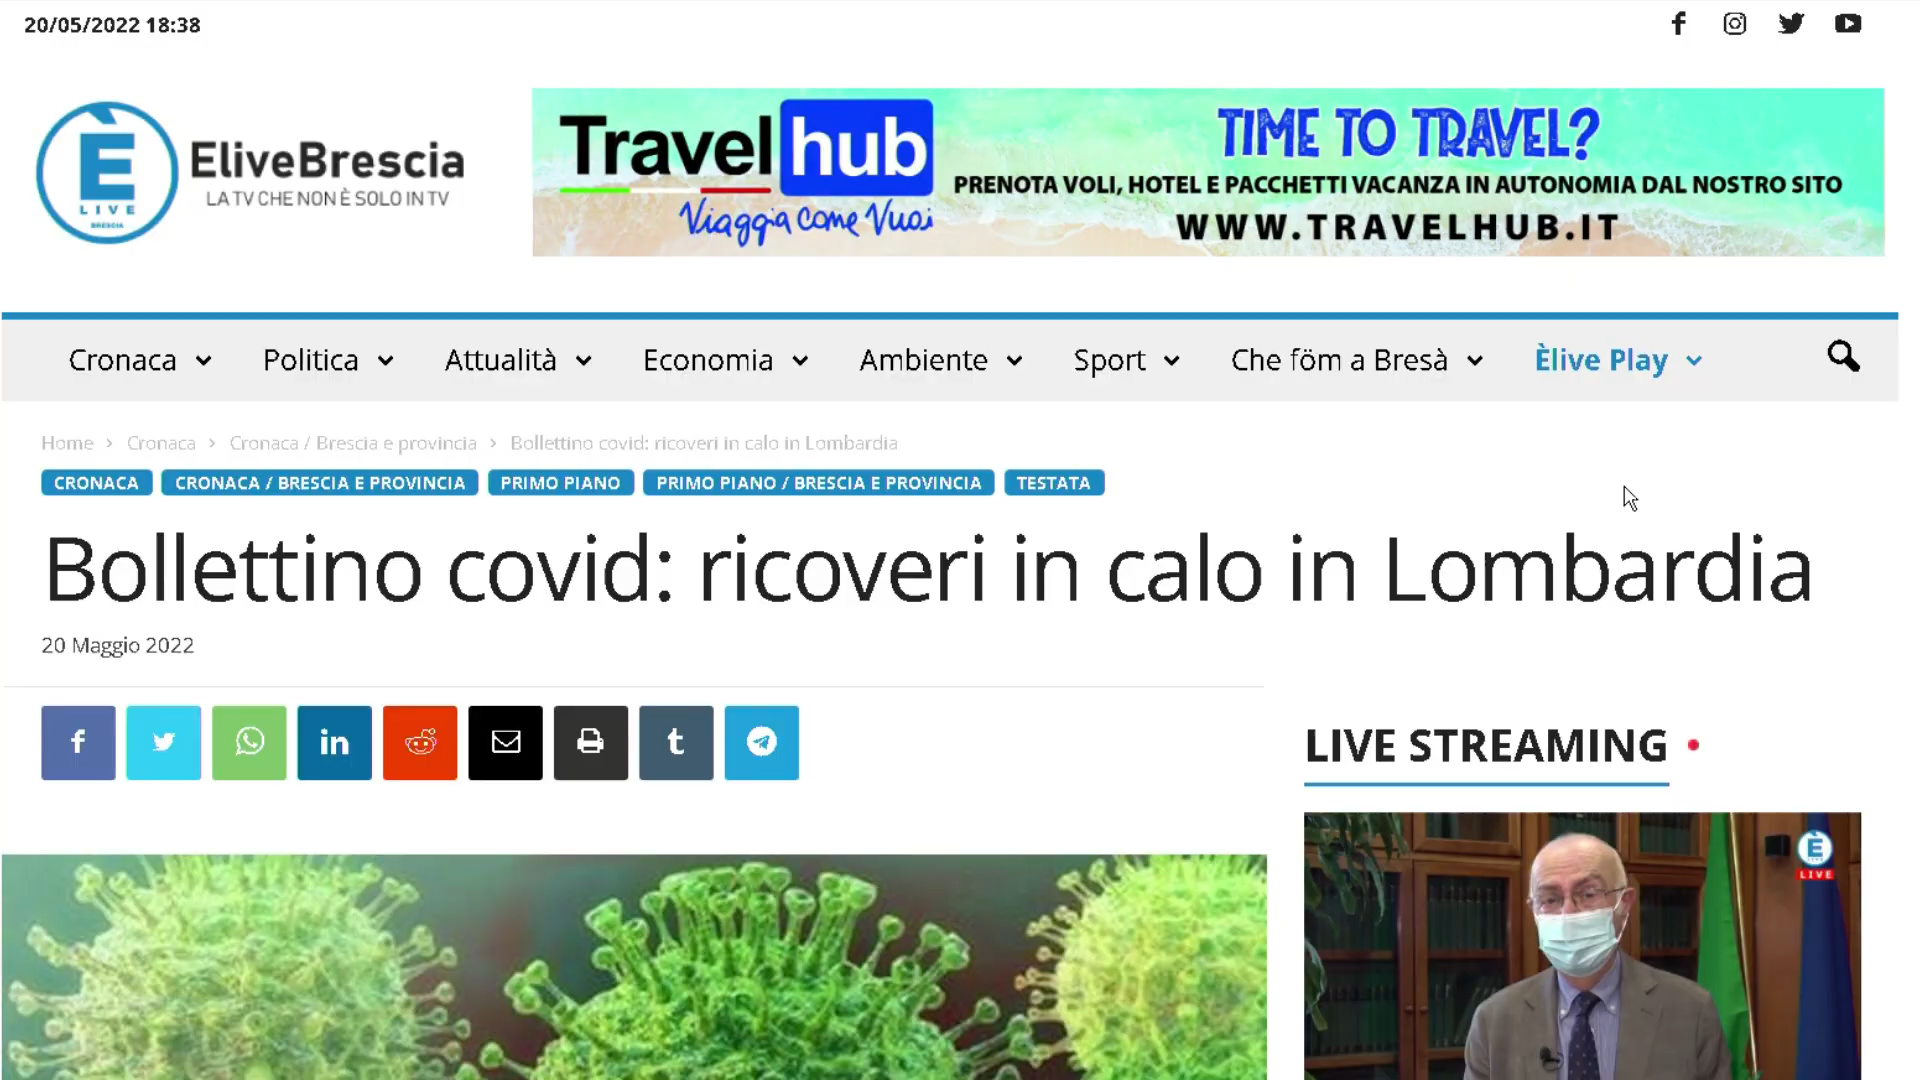 20/05/2022 18:38
È
LIVE
BRESCIA
EliveBrescia
LA TV CHE NON È SOLO IN TV
Travel hub
Viaggia come Vuoi
TIME TO TRAVEL?
PRENOTA VOLI, HOTEL E PACCHETTI VACANZA IN AUTONOMIA DAL NOSTRO SITO
WWW.TRAVELHUB.IT
Cronaca Politica Attualità Economia Ambiente Sport Che föm a Bresà Èlive Play
Home > Cronaca > Cronaca / Brescia e provincia > Bollettino covid: ricoveri in calo in Lombardia
CRONACA CRONACA / BRESCIA E PROVINCIA PRIMO PIANO PRIMO PIANO / BRESCIA E PROVINCIA TESTATA
Bollettino covid: ricoveri in calo in Lombardia
20 Maggio 2022
LIVE STREAMING
È
LIVE